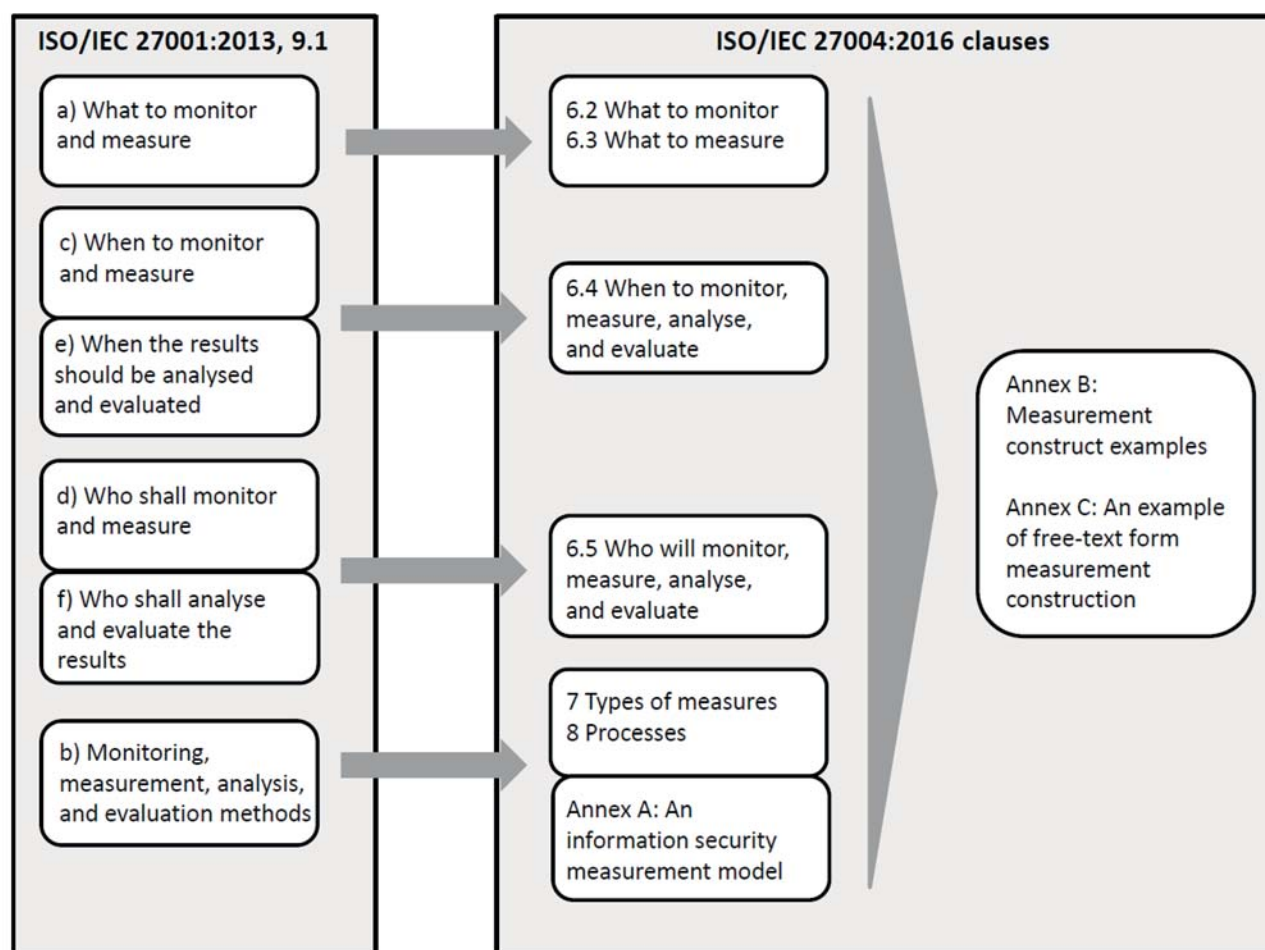 ISO/IEC 27001:2013, 9.1
a) What to monitor
and measure
c) When to monitor
and measure
e) When the results
should be analysed
and evaluated
d) Who shall monitor
and measure
f) Who shall analyse
and evaluate the
results
b) Monitoring,
measurement, analysis,
and evaluation methods
ISO/IEC 27004:2016 clauses
6.2 What to monitor
6.3 What to measure
6.4 When to monitor,
measure, analyse,
and evaluate
6.5 Who will monitor,
measure, analyse,
and evaluate
7 Types of measures
8 Processes
Annex A: An
information security
measurement model
Annex B:
Measurement
construct examples
Annex C: An example
of free-text form
measurement
construction